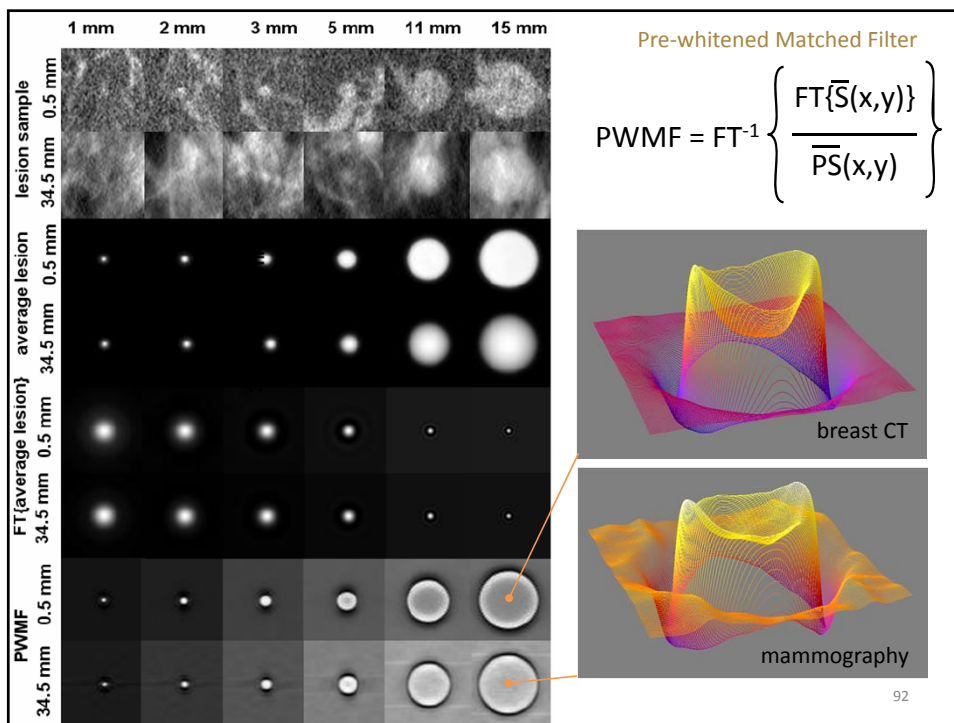 1 mm 2 mm 3 mm 5 mm 11 mm 15 mm
lesion sample
0.5 mm
34.5 mm
average lesion
0.5 mm
34.5 mm
FT{average lesion}
0.5 mm
34.5 mm
PWMF
0.5 mm
34.5 mm
Pre-whitened Matched Filter
PWMF = FT⁻¹ { FT{S̅(x,y)} / P̅S̅(x,y) }
breast CT
mammography
92